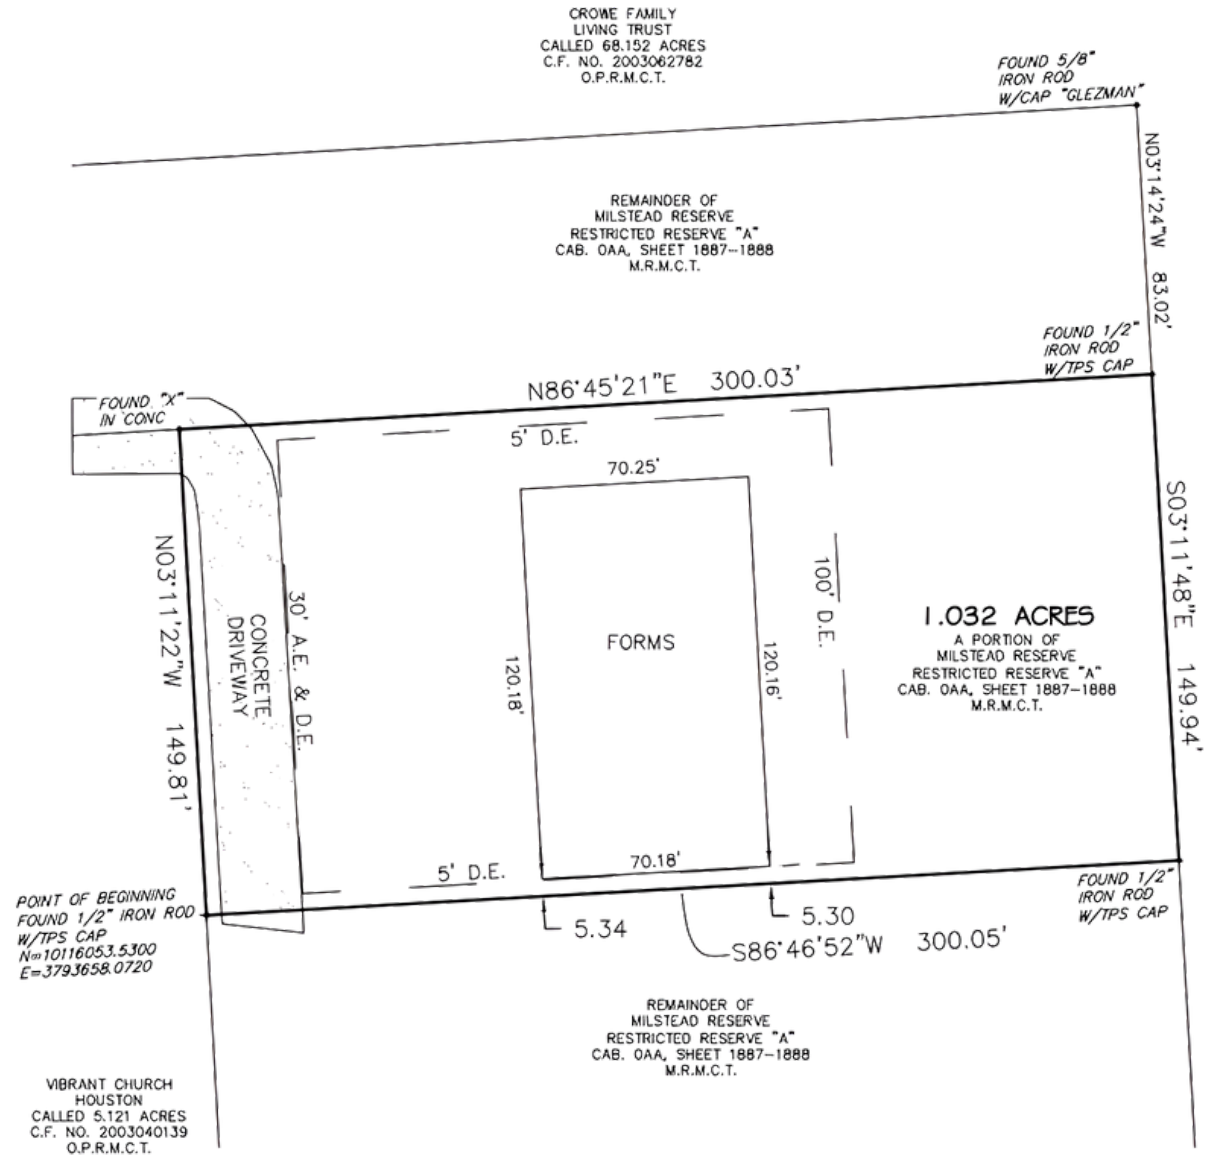 CROWE FAMILY
LIVING TRUST
CALLED 68.152 ACRES
C.F. NO. 2003062782
O.P.R.M.C.T.
FOUND 5/8"
IRON ROD
W/CAP "GLEZMAN"
N03°14'24"W 83.02'
REMAINDER OF
MILSTEAD RESERVE
RESTRICTED RESERVE "A"
CAB. OAA, SHEET 1887-1888
M.R.M.C.T.
FOUND 1/2"
IRON ROD
W/TPS CAP
N86°45'21"E 300.03'
FOUND "X"
IN CONC
5' D.E.
70.25'
N03°11'22"W 149.81'
CONCRETE
DRIVEWAY
30' A.E. & D.E.
120.18'
FORMS
120.16'
100' D.E.
1.032 ACRES
A PORTION OF
MILSTEAD RESERVE
RESTRICTED RESERVE "A"
CAB. OAA, SHEET 1887-1888
M.R.M.C.T.
S03°11'48"E 149.94'
70.18'
5' D.E.
POINT OF BEGINNING
FOUND 1/2" IRON ROD
W/TPS CAP
N=10116053.5300
E=3793658.0720
5.34
5.30
S86°46'52"W 300.05'
FOUND 1/2"
IRON ROD
W/TPS CAP
REMAINDER OF
MILSTEAD RESERVE
RESTRICTED RESERVE "A"
CAB. OAA, SHEET 1887-1888
M.R.M.C.T.
VIBRANT CHURCH
HOUSTON
CALLED 5.121 ACRES
C.F. NO. 2003040139
O.P.R.M.C.T.